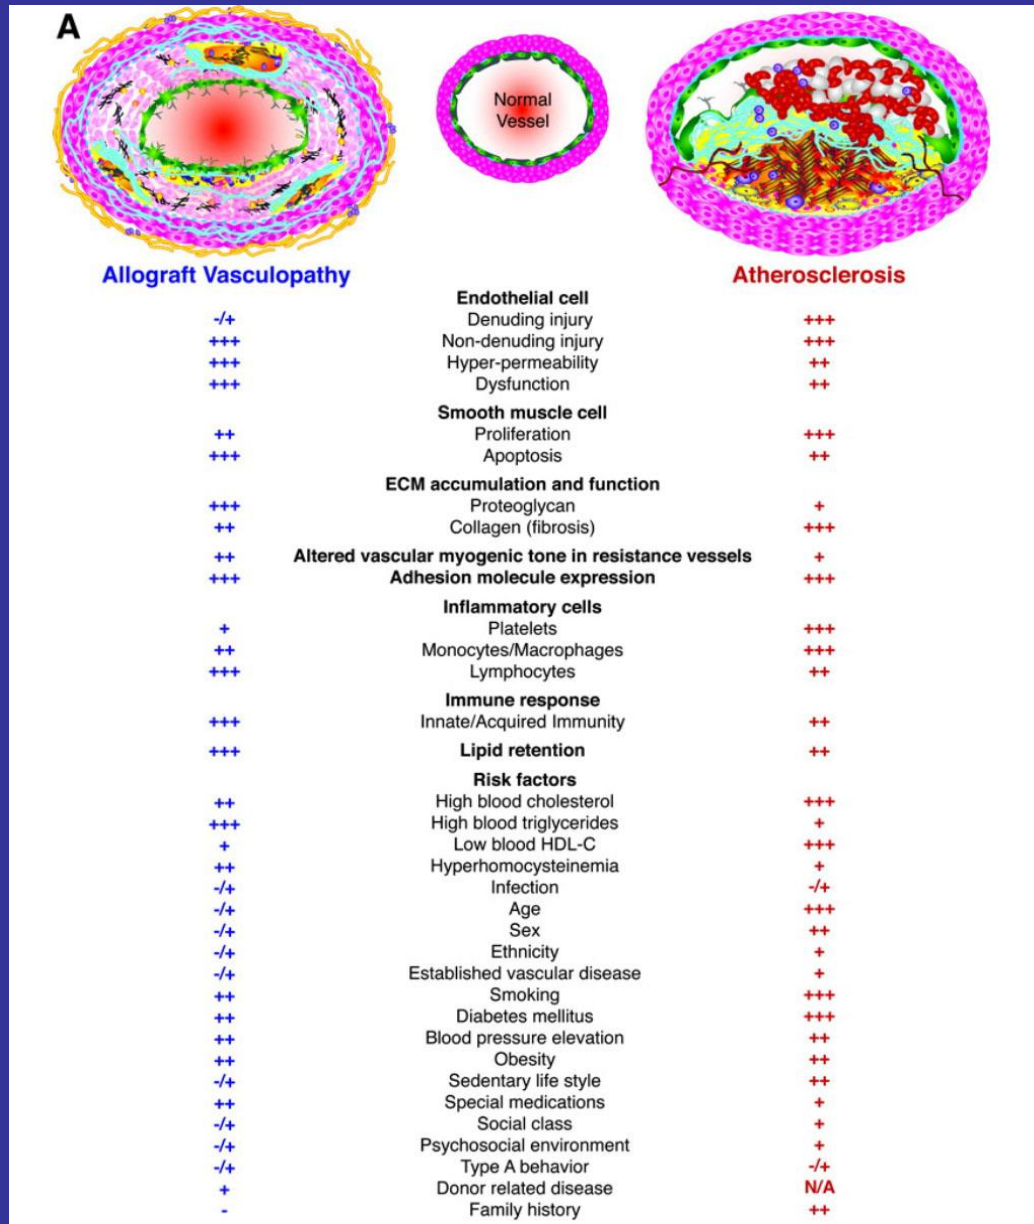 A
Normal
Vessel
Allograft Vasculopathy Atherosclerosis
Endothelial cell
-/+ Denuding injury +++
+++ Non-denuding injury +++
+++ Hyper-permeability ++
+++ Dysfunction ++
Smooth muscle cell
++ Proliferation +++
+++ Apoptosis ++
ECM accumulation and function
+++ Proteoglycan +
++ Collagen (fibrosis) +++
++ Altered vascular myogenic tone in resistance vessels +
+++ Adhesion molecule expression +++
Inflammatory cells
+ Platelets +++
++ Monocytes/Macrophages +++
+++ Lymphocytes ++
Immune response
+++ Innate/Acquired Immunity ++
+++ Lipid retention ++
Risk factors
++ High blood cholesterol +++
+++ High blood triglycerides +
+ Low blood HDL-C +++
++ Hyperhomocysteinemia +
-/+ Infection -/+
-/+ Age +++
-/+ Sex ++
-/+ Ethnicity +
-/+ Established vascular disease +
++ Smoking +++
++ Diabetes mellitus +++
++ Blood pressure elevation ++
++ Obesity ++
-/+ Sedentary life style ++
++ Special medications +
-/+ Social class +
-/+ Psychosocial environment +
-/+ Type A behavior -/+
+ Donor related disease N/A
- Family history ++